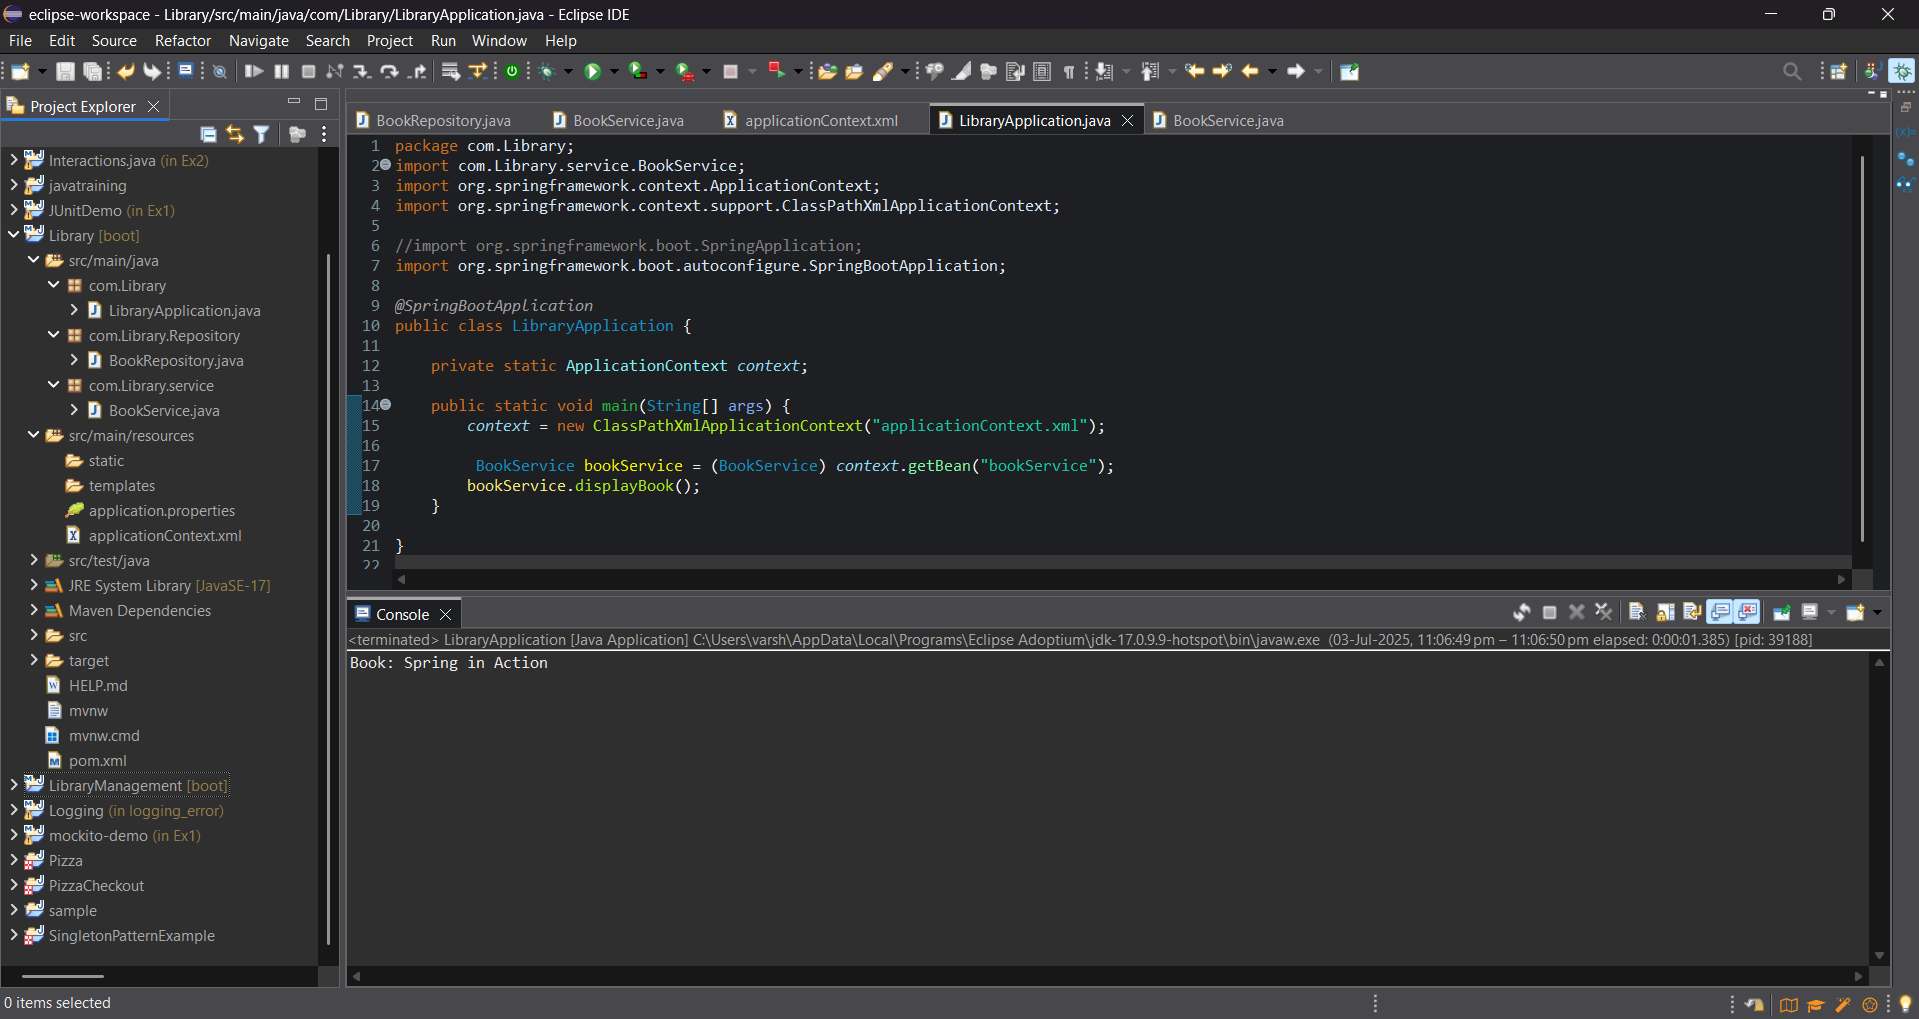 eclipse-workspace - Library/src/main/java/com/Library/LibraryApplication.java - Eclipse IDE
File Edit Source Refactor Navigate Search Project Run Window Help
Project Explorer
Interactions.java (in Ex2)
javatraining
JUnitDemo (in Ex1)
Library [boot]
src/main/java
com.Library
LibraryApplication.java
com.Library.Repository
BookRepository.java
com.Library.service
BookService.java
src/main/resources
static
templates
application.properties
applicationContext.xml
src/test/java
JRE System Library [JavaSE-17]
Maven Dependencies
src
target
HELP.md
mvnw
mvnw.cmd
pom.xml
LibraryManagement [boot]
Logging (in logging_error)
mockito-demo (in Ex1)
Pizza
PizzaCheckout
sample
SingletonPatternExample
BookRepository.java BookService.java applicationContext.xml LibraryApplication.java BookService.java
1 package com.Library;
2 import com.Library.service.BookService;
3 import org.springframework.context.ApplicationContext;
4 import org.springframework.context.support.ClassPathXmlApplicationContext;
5
6 //import org.springframework.boot.SpringApplication;
7 import org.springframework.boot.autoconfigure.SpringBootApplication;
8
9 @SpringBootApplication
10 public class LibraryApplication {
11
12 private static ApplicationContext context;
13
14 public static void main(String[] args) {
15 context = new ClassPathXmlApplicationContext("applicationContext.xml");
16
17 BookService bookService = (BookService) context.getBean("bookService");
18 bookService.displayBook();
19 }
20
21 }
22
Console
<terminated> LibraryApplication [Java Application] C:\Users\varsh\AppData\Local\Programs\Eclipse Adoptium\jdk-17.0.9.9-hotspot\bin\javaw.exe (03-Jul-2025, 11:06:49 pm – 11:06:50 pm elapsed: 0:00:01.385) [pid: 39188]
Book: Spring in Action
0 items selected